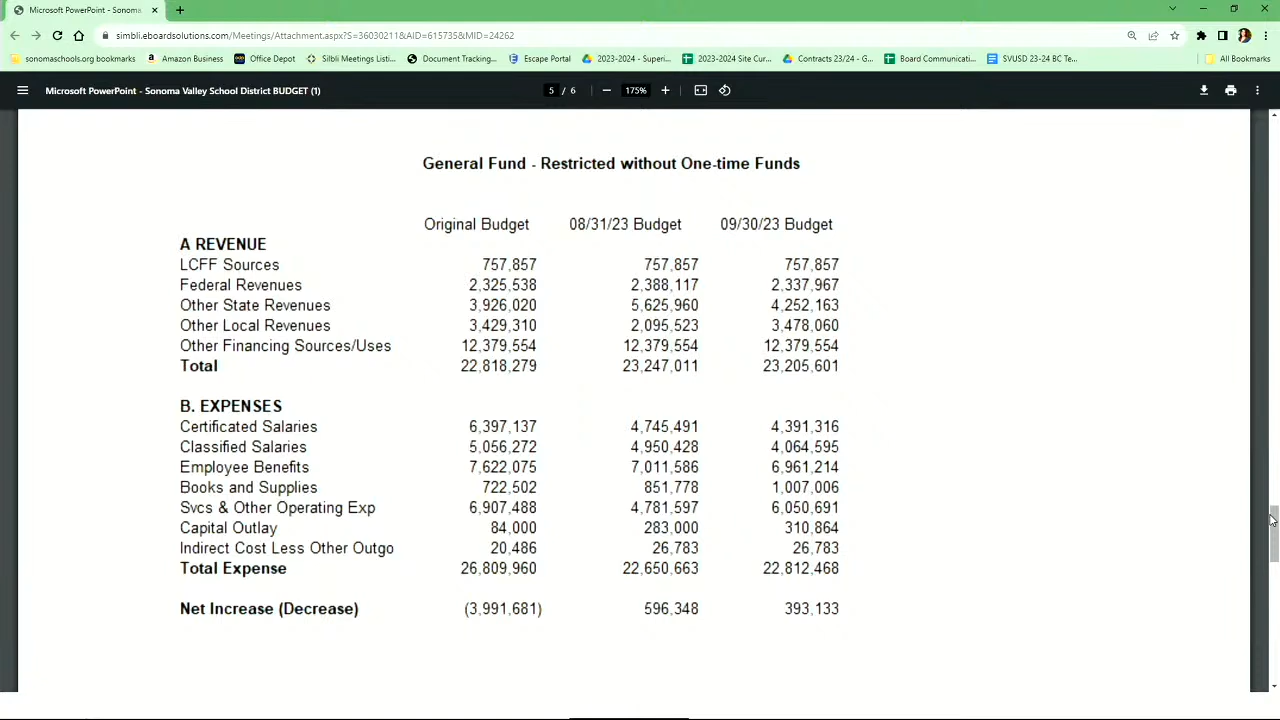 Microsoft PowerPoint - Sonoma
simbli.eboardsolutions.com/Meetings/Attachment.aspx?S=36030211&AID=615735&MID=24262
sonomaschools.org bookmarks Amazon Business Office Depot Silbli Meetings Listi... Document Tracking... Escape Portal 2023-2024 - Superi... 2023-2024 Site Cur... Contracts 23/24 - G... Board Communicati... SVUSD 23-24 BC Te... All Bookmarks
Microsoft PowerPoint - Sonoma Valley School District BUDGET (1) 5 / 6 175%
General Fund - Restricted without One-time Funds
Original Budget 08/31/23 Budget 09/30/23 Budget
A REVENUE
LCFF Sources 757,857 757,857 757,857
Federal Revenues 2,325,538 2,388,117 2,337,967
Other State Revenues 3,926,020 5,625,960 4,252,163
Other Local Revenues 3,429,310 2,095,523 3,478,060
Other Financing Sources/Uses 12,379,554 12,379,554 12,379,554
Total 22,818,279 23,247,011 23,205,601
B. EXPENSES
Certificated Salaries 6,397,137 4,745,491 4,391,316
Classified Salaries 5,056,272 4,950,428 4,064,595
Employee Benefits 7,622,075 7,011,586 6,961,214
Books and Supplies 722,502 851,778 1,007,006
Svcs & Other Operating Exp 6,907,488 4,781,597 6,050,691
Capital Outlay 84,000 283,000 310,864
Indirect Cost Less Other Outgo 20,486 26,783 26,783
Total Expense 26,809,960 22,650,663 22,812,468
Net Increase (Decrease) (3,991,681) 596,348 393,133